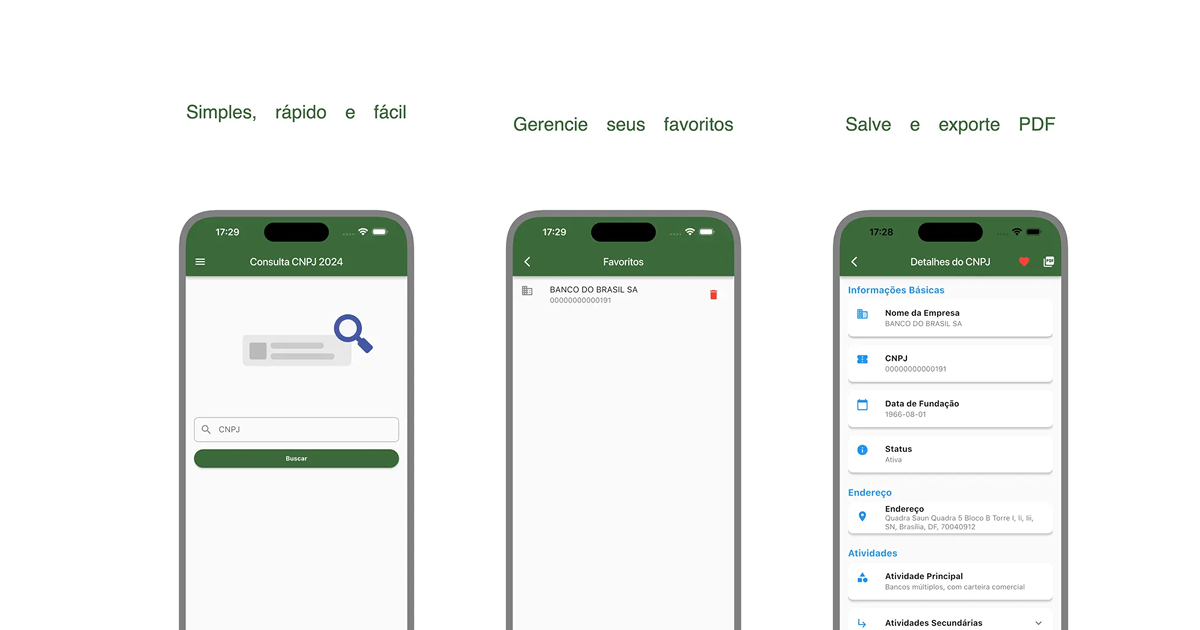 Simples, rápido e fácil
Gerencie seus favoritos
Salve e exporte PDF
17:29
Consulta CNPJ 2024
CNPJ
Buscar
17:29
Favoritos
BANCO DO BRASIL SA
00000000000191
17:28
Detalhes do CNPJ
PDF
Informações Básicas
Nome da Empresa
BANCO DO BRASIL SA
CNPJ
00000000000191
Data de Fundação
1966-08-01
Status
Ativa
Endereço
Endereço
Quadra Saun Quadra 5 Bloco B Torre I, Ii, Iii,
SN, Brasília, DF, 70040912
Atividades
Atividade Principal
Bancos múltiplos, com carteira comercial
Atividades Secundárias